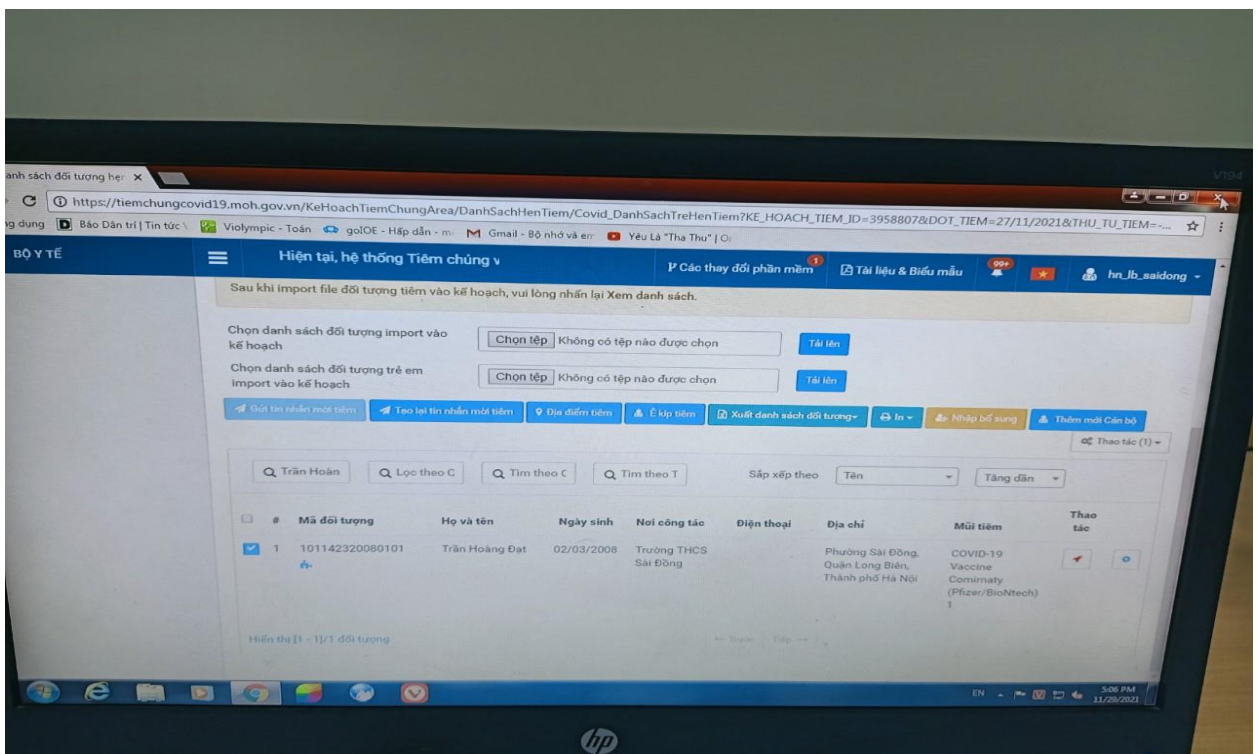 V194
anh sách đối tượng hẹr ×
https://tiemchungcovid19.moh.gov.vn/KeHoachTiemChungArea/DanhSachHenTiem/Covid_DanhSachTreHenTiem?KE_HOACH_TIEM_ID=3958807&DOT_TIEM=27/11/2021&THU_TU_TIEM=-...
ng dụng Báo Dân trí | Tin tức \ Violympic - Toán goIOE - Hấp dẫn - m Gmail - Bộ nhớ và em Yêu Là "Tha Thu" | O
BỘ Y TẾ Hiện tại, hệ thống Tiêm chủng v Các thay đổi phần mềm 1 Tài liệu & Biểu mẫu 99+ hn_lb_saidong
Sau khi import file đối tượng tiêm vào kế hoạch, vui lòng nhấn lại Xem danh sách.
Chọn danh sách đối tượng import vào kế hoạch Chọn tệp Không có tệp nào được chọn Tải lên
Chọn danh sách đối tượng trẻ em import vào kế hoạch Chọn tệp Không có tệp nào được chọn Tải lên
Gửi tin nhắn mời tiêm Tạo lại tin nhắn mời tiêm Địa điểm tiêm Ê kíp tiêm Xuất danh sách đối tượng In Nhập bổ sung Thêm mới Cán bộ
Thao tác (1)
Trần Hoàn Lọc theo C Tìm theo C Tìm theo T Sắp xếp theo Tên Tăng dần
# Mã đối tượng Họ và tên Ngày sinh Nơi công tác Điện thoại Địa chỉ Mũi tiêm Thao tác
1 101142320080101 Trần Hoàng Đạt 02/03/2008 Trường THCS Sài Đồng Phường Sài Đồng, Quận Long Biên, Thành phố Hà Nội COVID-19 Vaccine Comirnaty (Pfizer/BioNtech) 1
Hiển thị [1 - 1]/1 đối tượng ← Trước Tiếp →
EN 5:06 PM
11/29/2021
hp